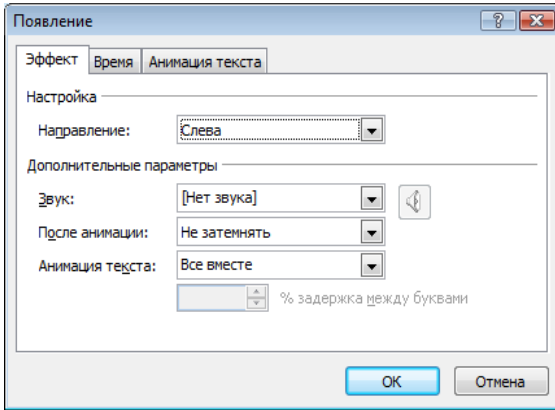 Появление
Эффект Время Анимация текста
Настройка
Направление: Слева
Дополнительные параметры
Звук: [Нет звука]
После анимации: Не затемнять
Анимация текста: Все вместе
% задержка между буквами
ОК Отмена